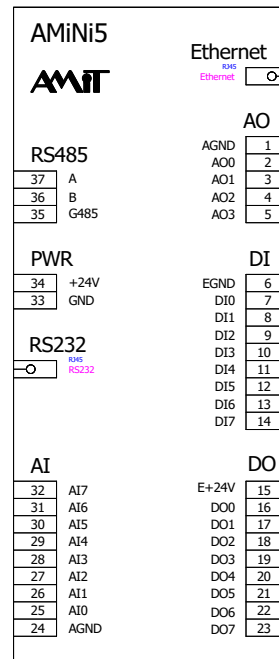 AMiNi5
AMiT
Ethernet
RJ45
Ethernet
AO
AGND 1
AO0 2
AO1 3
AO2 4
AO3 5
RS485
37 A
36 B
35 G485
PWR
34 +24V
33 GND
DI
EGND 6
DI0 7
DI1 8
DI2 9
DI3 10
DI4 11
DI5 12
DI6 13
DI7 14
RS232
RJ45
RS232
AI
32 AI7
31 AI6
30 AI5
29 AI4
28 AI3
27 AI2
26 AI1
25 AI0
24 AGND
DO
E+24V 15
DO0 16
DO1 17
DO2 18
DO3 19
DO4 20
DO5 21
DO6 22
DO7 23